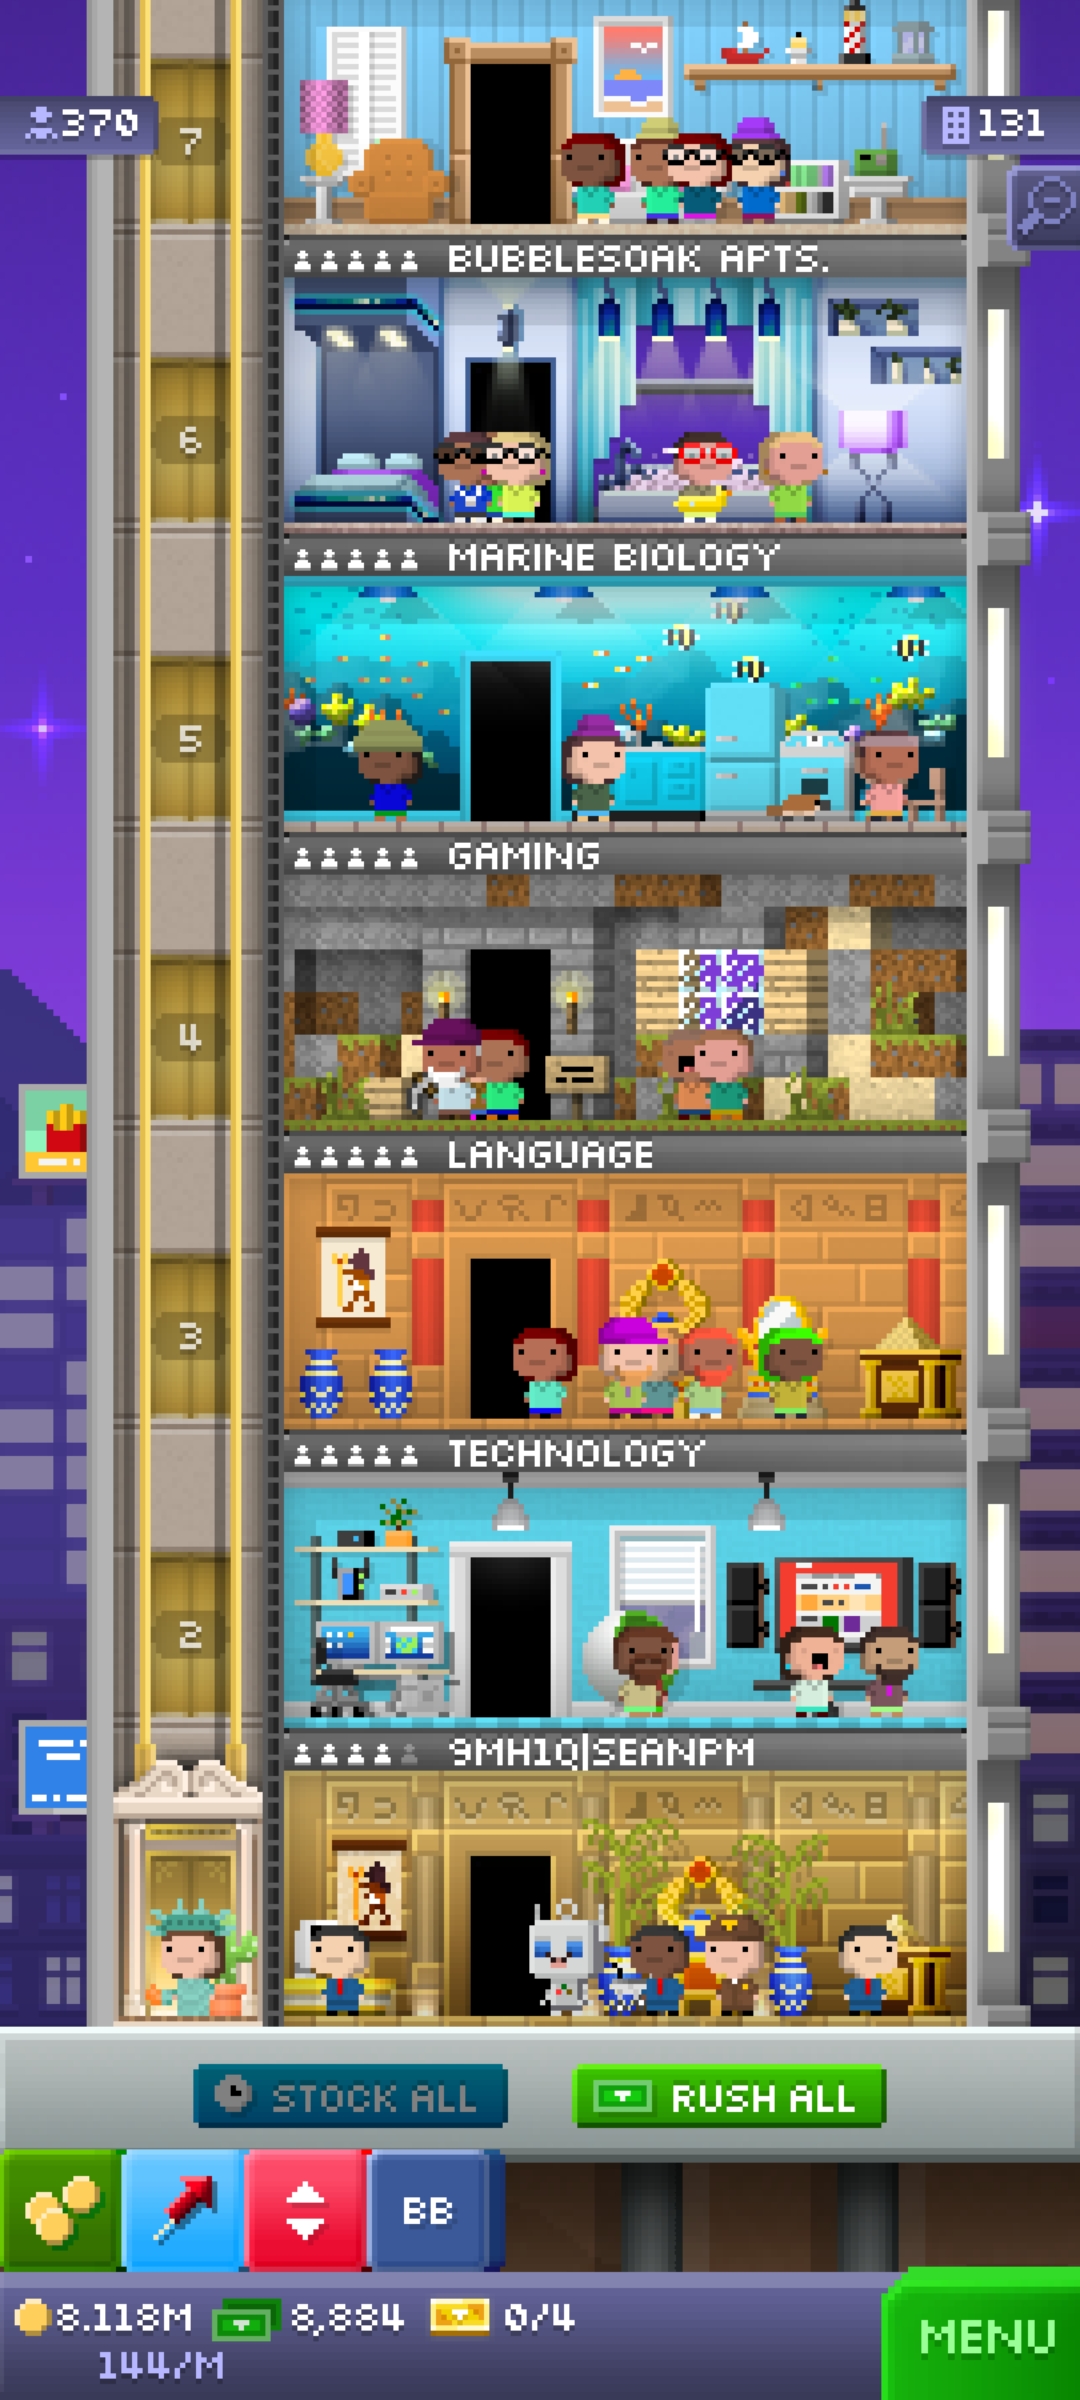 7
370
131
BUBBLESOAK APTS.
6
MARINE BIOLOGY
5
GAMING
4
LANGUAGE
3
TECHNOLOGY
2
9MH1Q|SEANPM
STOCK ALL
RUSH ALL
BB
8.118M 8,884 0/4
144/M
MENU